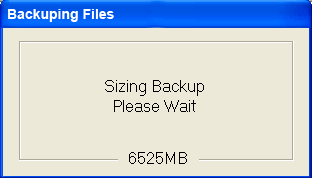 Backuping Files
Sizing Backup
Please Wait
6525MB